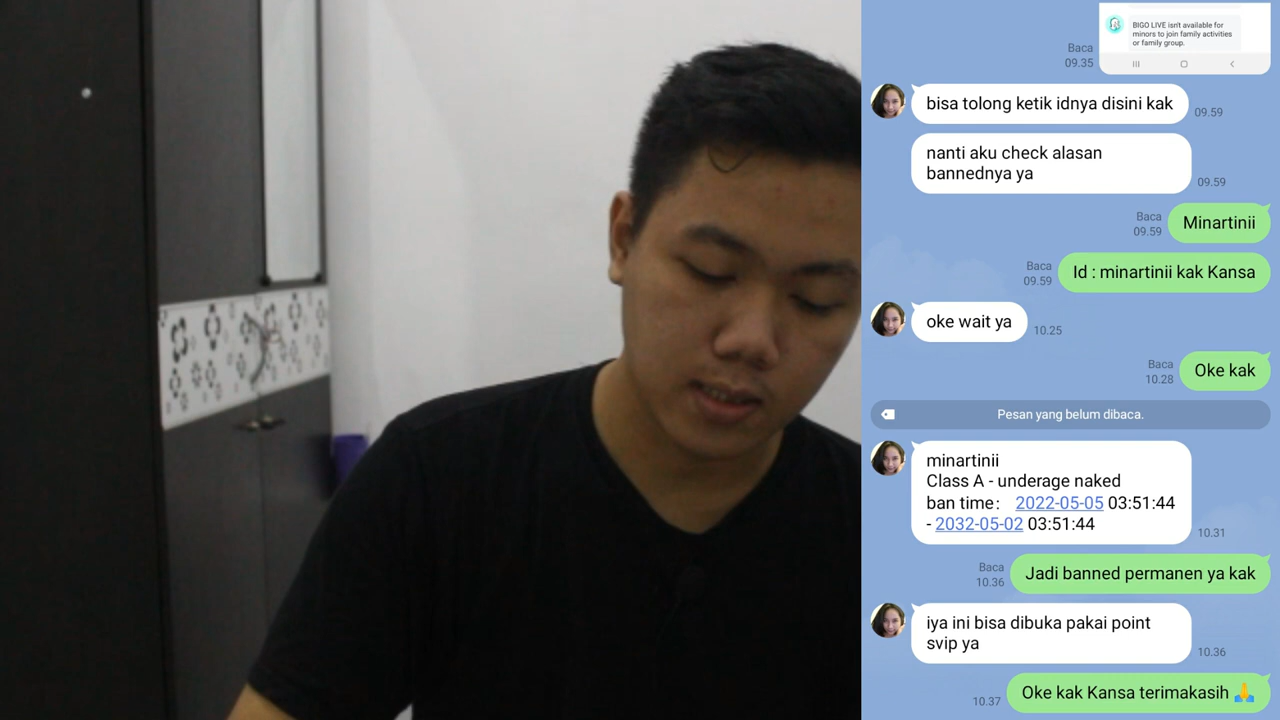 BIGO LIVE isn't available for
minors to join family activities
or family group.
Baca
09.35
bisa tolong ketik idnya disini kak
09.59
nanti aku check alasan
bannednya ya
09.59
Baca
09.59
Minartinii
Baca
09.59
Id : minartinii kak Kansa
oke wait ya
10.25
Baca
10.28
Oke kak
Pesan yang belum dibaca.
minartinii
Class A - underage naked
ban time : 2022-05-05 03:51:44
- 2032-05-02 03:51:44
10.31
Baca
10.36
Jadi banned permanen ya kak
iya ini bisa dibuka pakai point
svip ya
10.36
10.37
Oke kak Kansa terimakasih 🙏